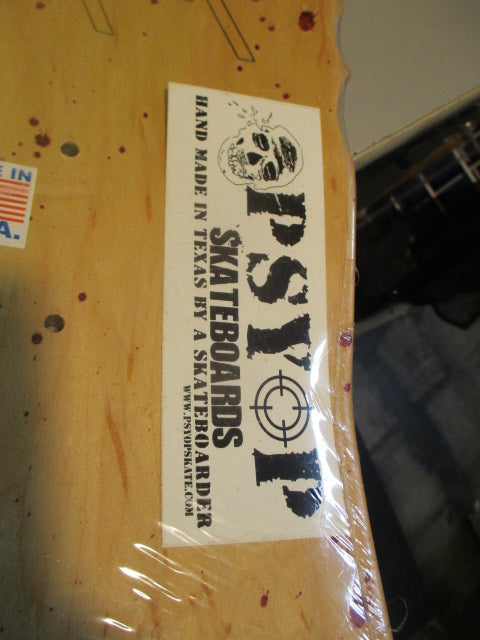 PSYOP
SKATEBOARDS
HAND MADE IN TEXAS BY A SKATEBOARDER
WWW.PSYOPSKATE.COM
E IN
A.